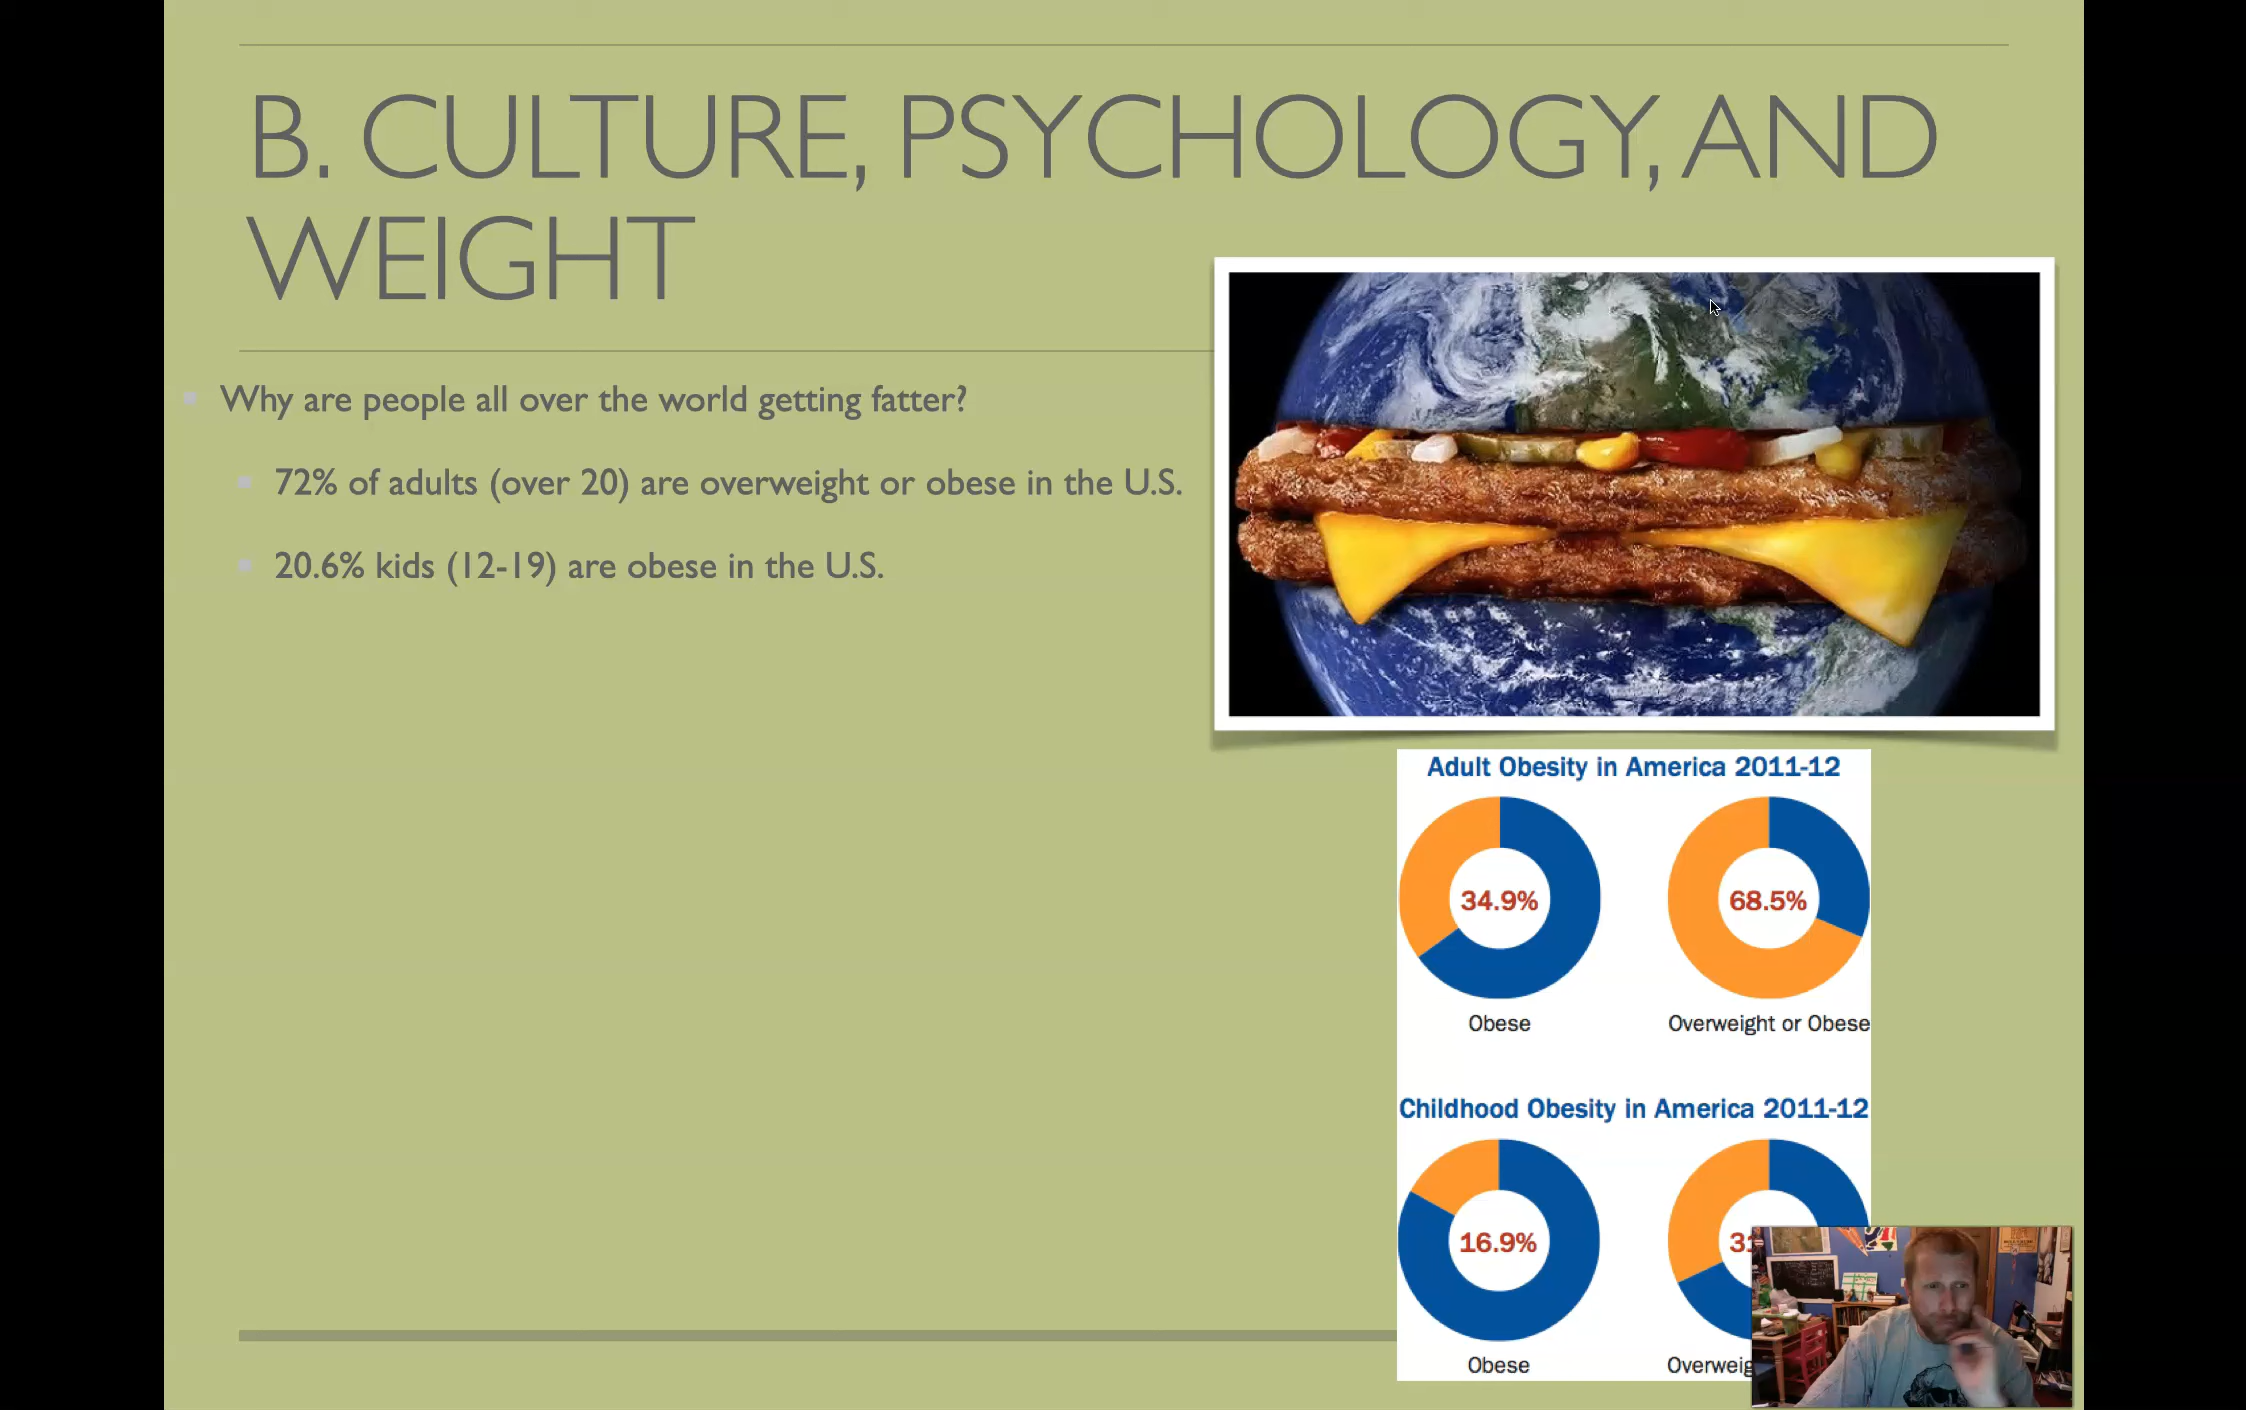 B. CULTURE, PSYCHOLOGY, AND
WEIGHT
Why are people all over the world getting fatter?
72% of adults (over 20) are overweight or obese in the U.S.
20.6% kids (12-19) are obese in the U.S.
Adult Obesity in America 2011-12
34.9%
68.5%
Obese
Overweight or Obese
Childhood Obesity in America 2011-12
16.9%
Obese